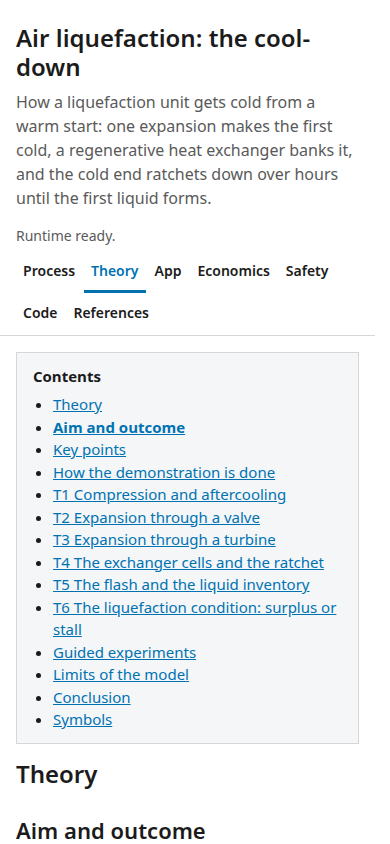 Air liquefaction: the cool-
down
How a liquefaction unit gets cold from a
warm start: one expansion makes the first
cold, a regenerative heat exchanger banks it,
and the cold end ratchets down over hours
until the first liquid forms.
Runtime ready.
Process Theory App Economics Safety
Code References
Contents
Theory
Aim and outcome
Key points
How the demonstration is done
T1 Compression and aftercooling
T2 Expansion through a valve
T3 Expansion through a turbine
T4 The exchanger cells and the ratchet
T5 The flash and the liquid inventory
T6 The liquefaction condition: surplus or
stall
Guided experiments
Limits of the model
Conclusion
Symbols
Theory
Aim and outcome